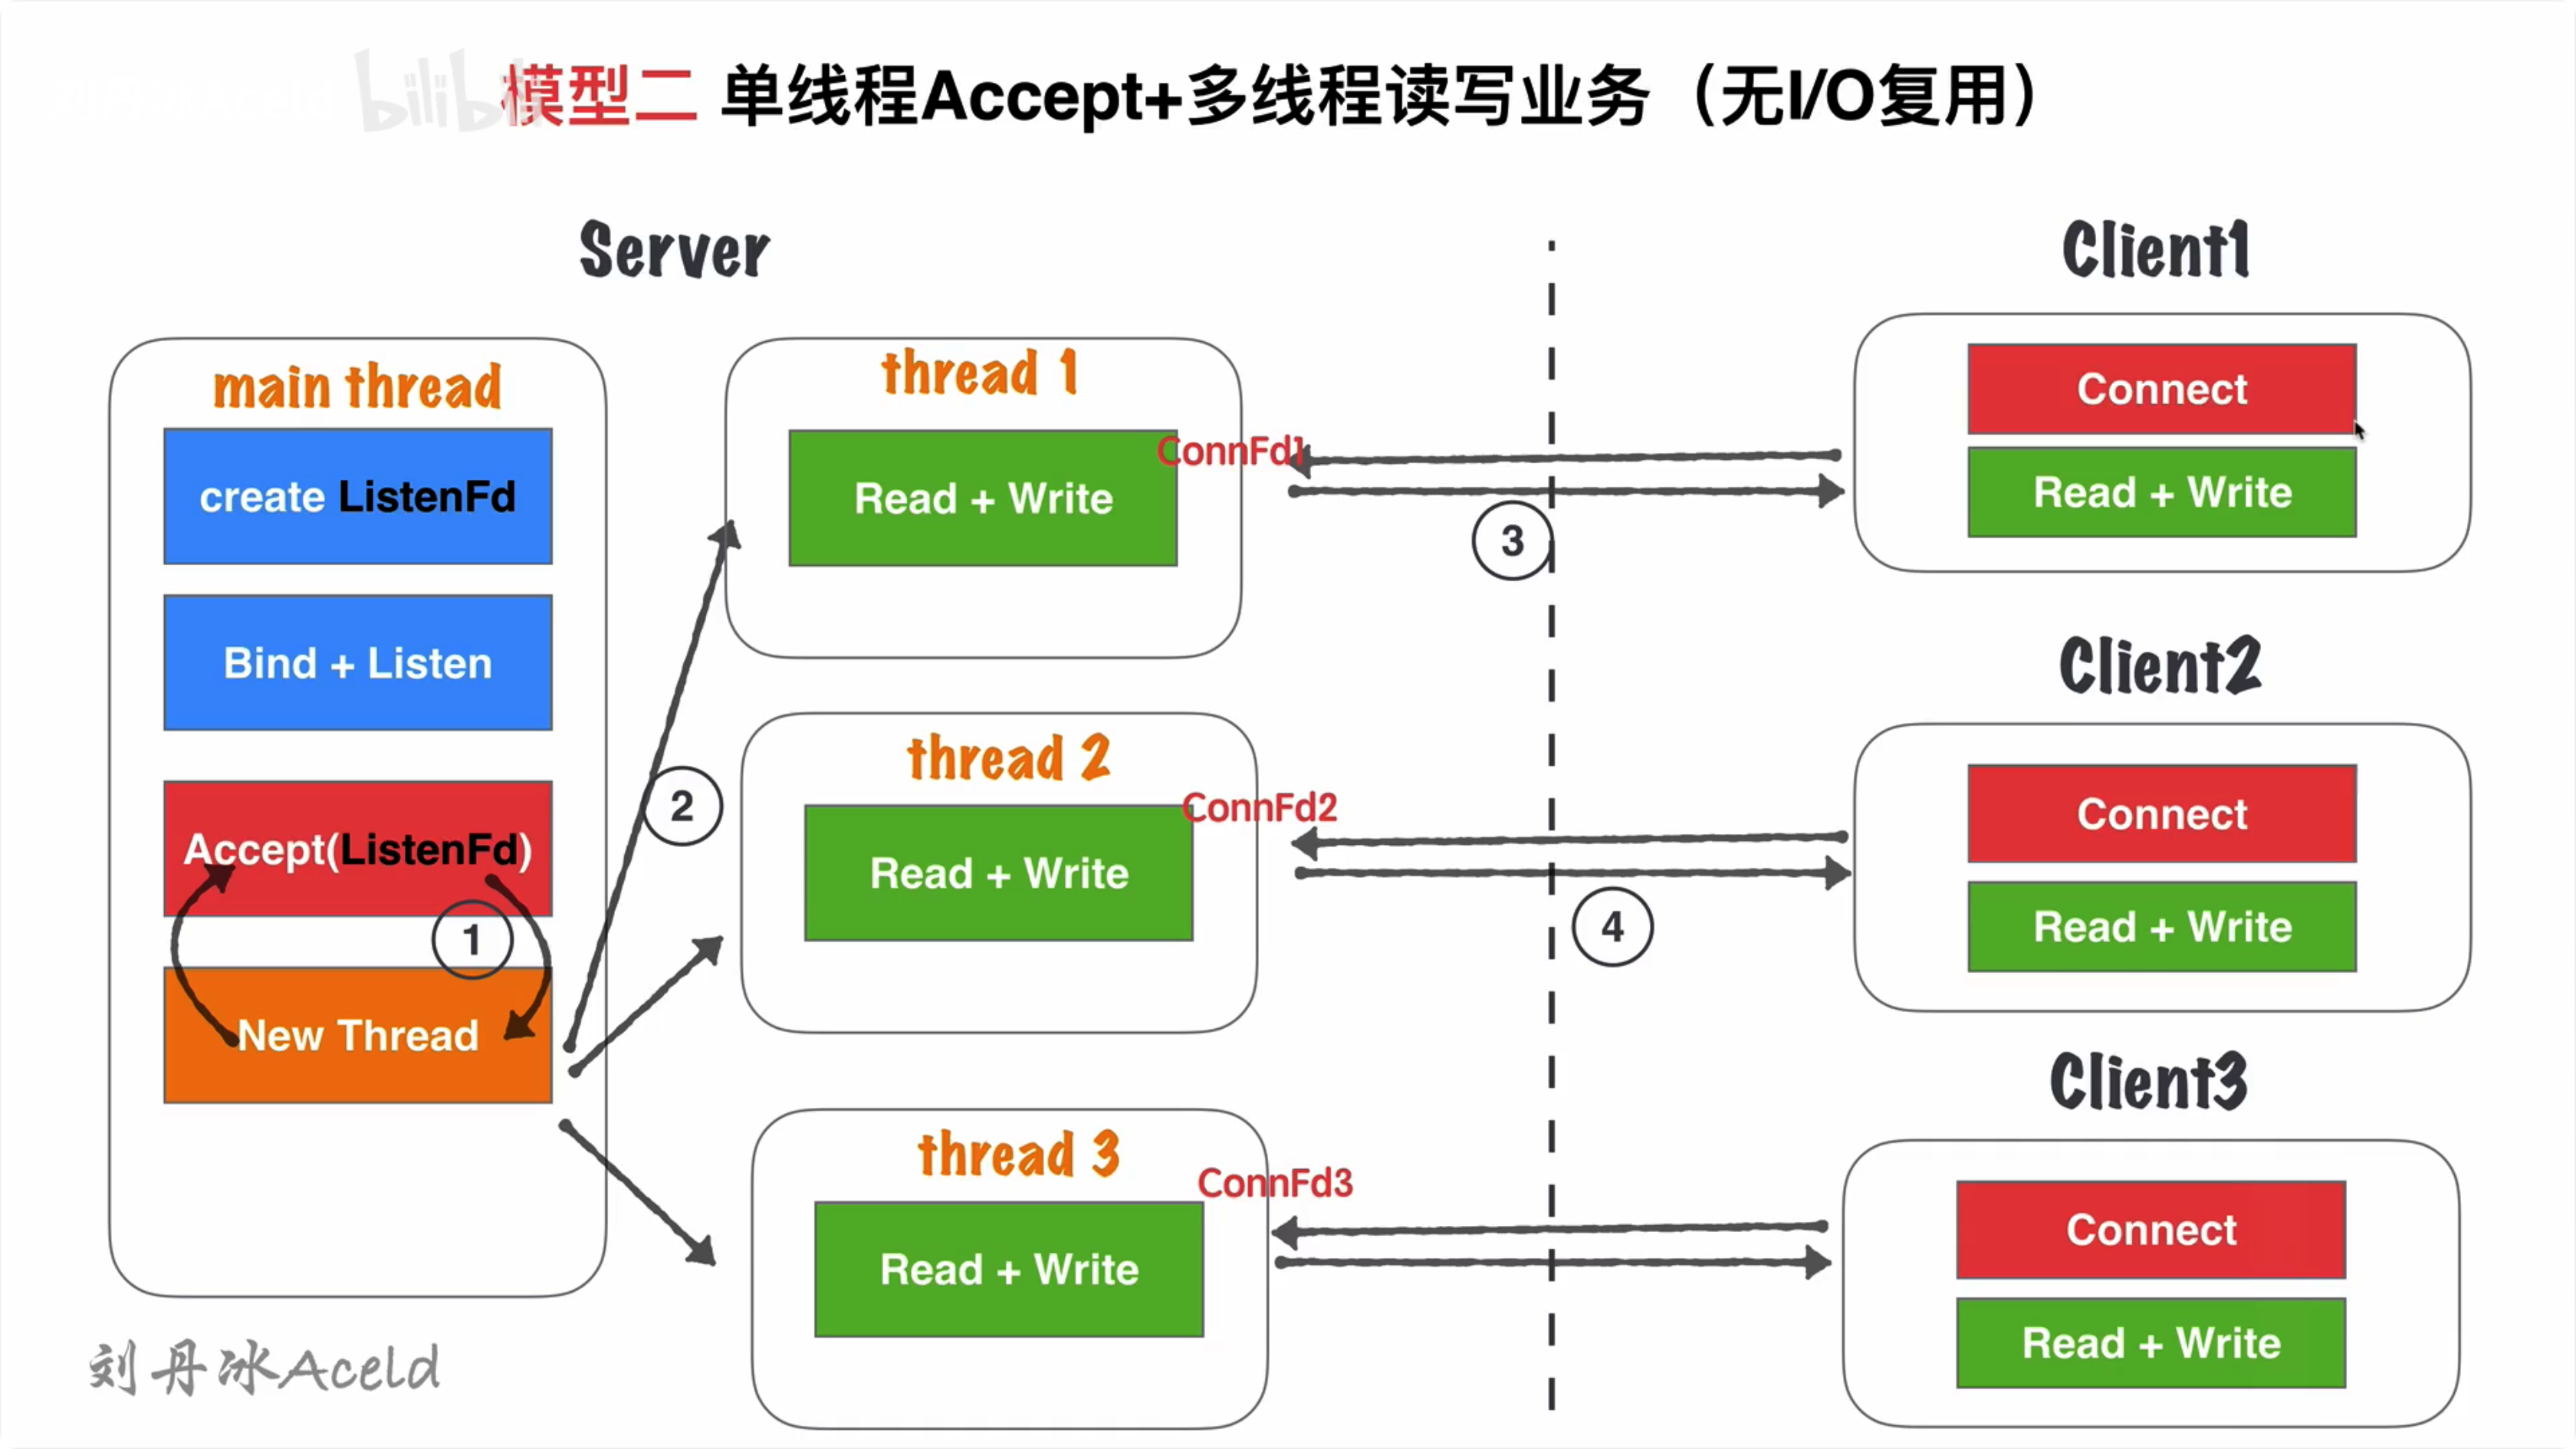 bilibili
模型二 单线程Accept+多线程读写业务（无I/O复用）
Server
main thread
create ListenFd
Bind + Listen
Accept(ListenFd)
1
New Thread
2
thread 1
Read + Write
ConnFd1
thread 2
Read + Write
ConnFd2
thread 3
Read + Write
ConnFd3
3
4
Client1
Connect
Read + Write
Client2
Connect
Read + Write
Client3
Connect
Read + Write
刘丹冰Aceld